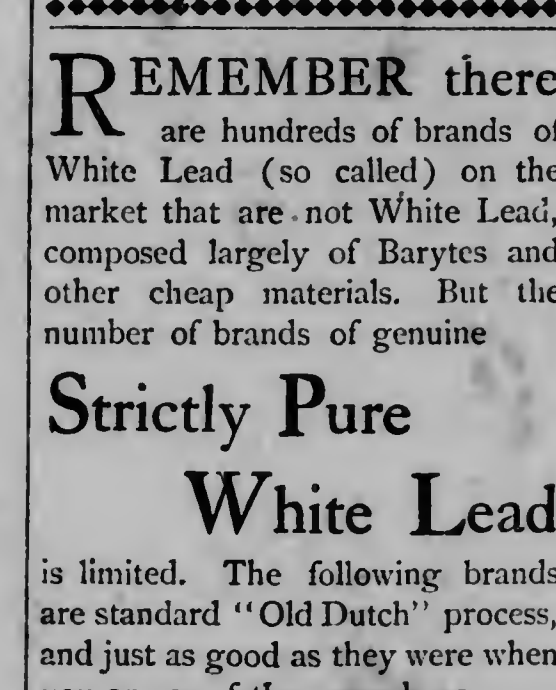 REMEMBER there
are hundreds of brands of
White Lead (so called) on the
market that are not White Lead,
composed largely of Barytes and
other cheap materials. But the
number of brands of genuine
Strictly Pure
White Lead
is limited. The following brands
are standard "Old Dutch" process,
and just as good as they were when